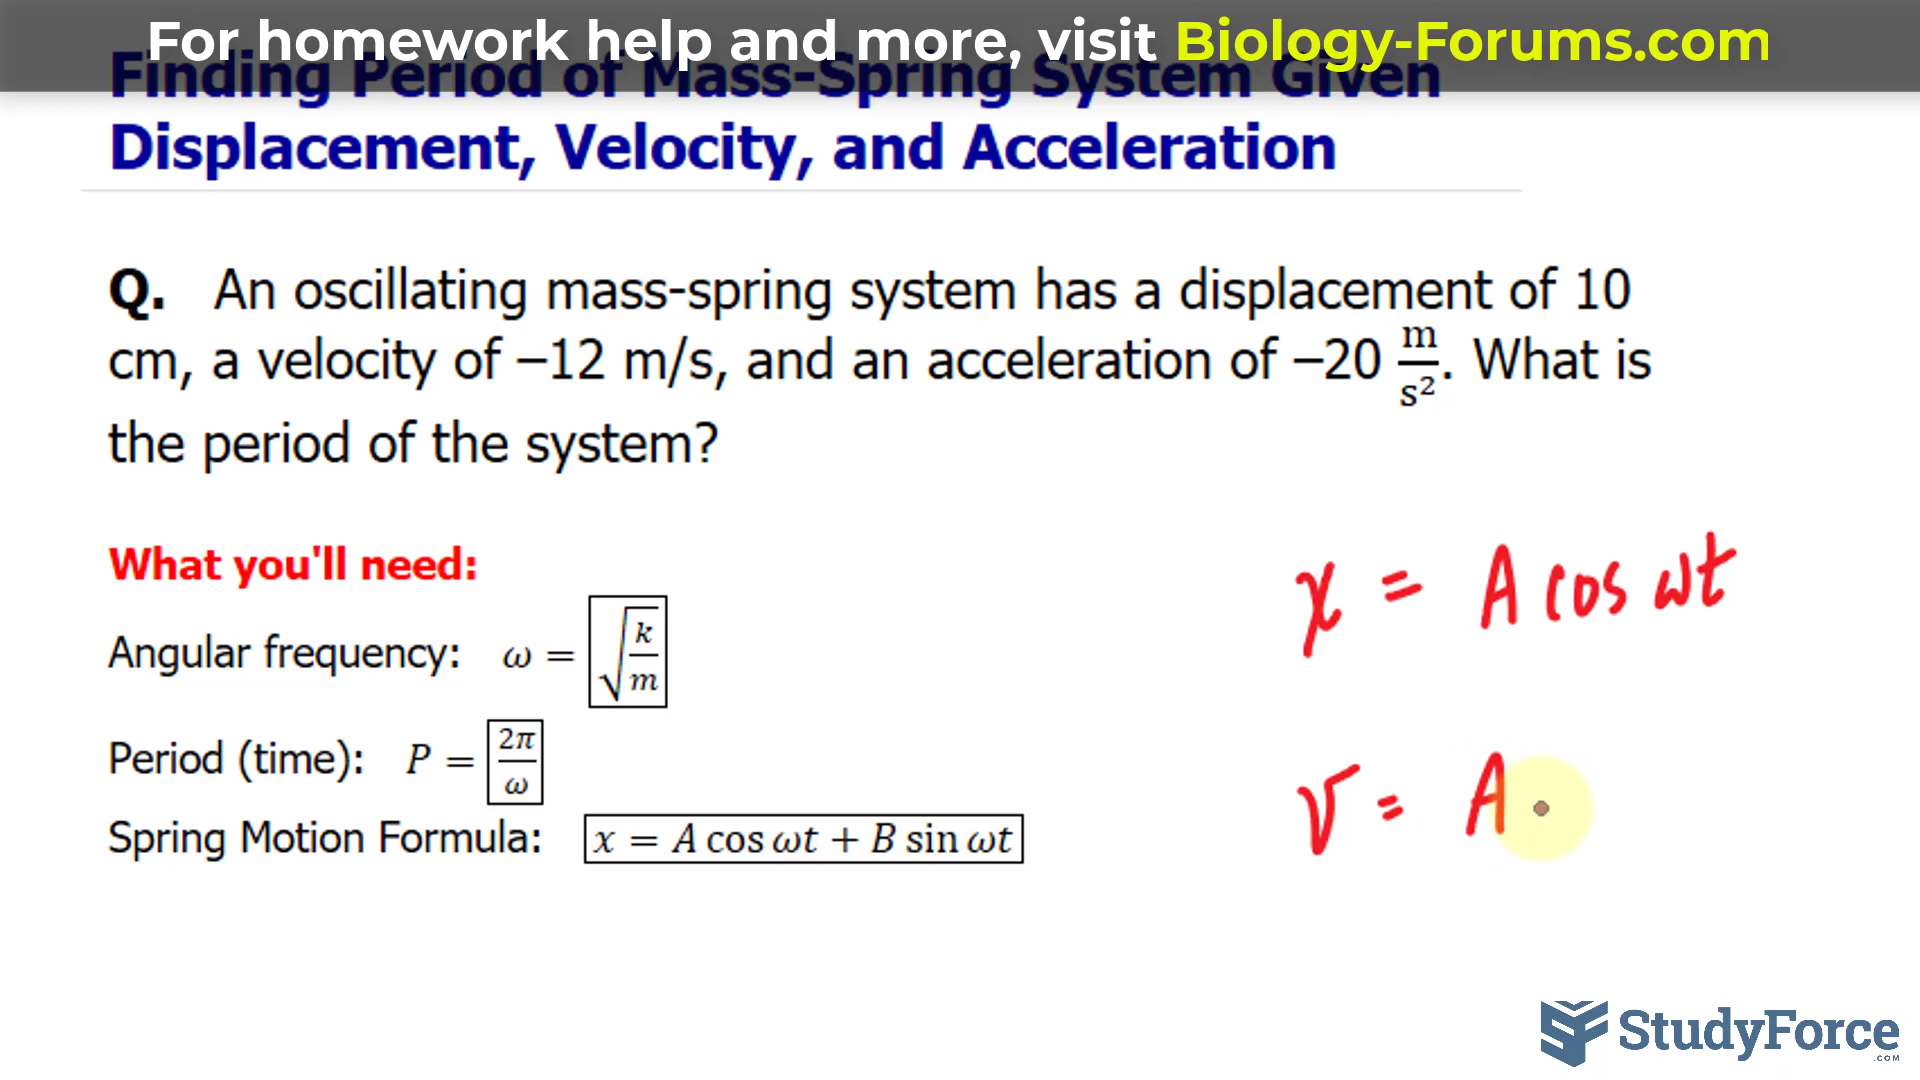 For homework help and more, visit Biology-Forums.com
Finding Period of Mass-Spring System Given
Displacement, Velocity, and Acceleration
Q. An oscillating mass-spring system has a displacement of 10
cm, a velocity of –12 m/s, and an acceleration of –20 m/s². What is
the period of the system?
What you'll need:
Angular frequency: ω = √(k/m)
Period (time): P = 2π/ω
Spring Motion Formula: x = A cos ωt + B sin ωt
x = A cos ωt
v = A
StudyForce
.COM